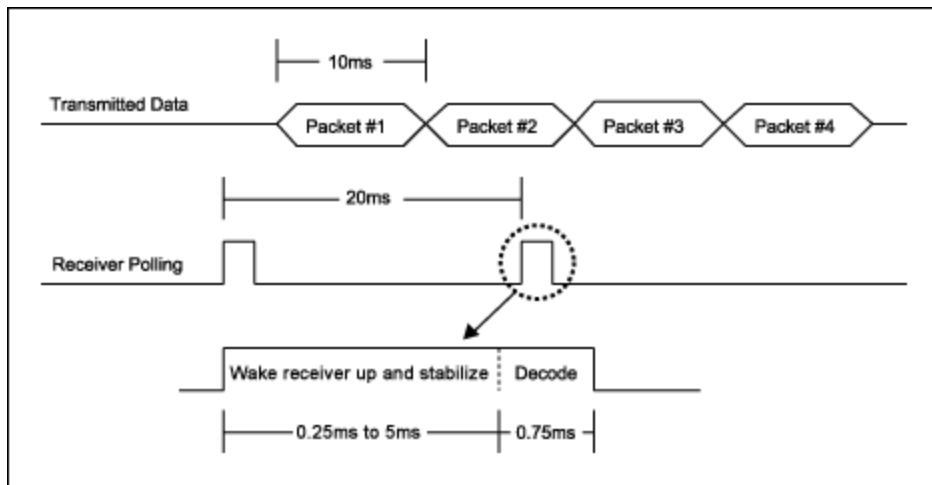 10ms
Transmitted Data
Packet #1
Packet #2
Packet #3
Packet #4
20ms
Receiver Polling
Wake receiver up and stabilize
Decode
0.25ms to 5ms
0.75ms